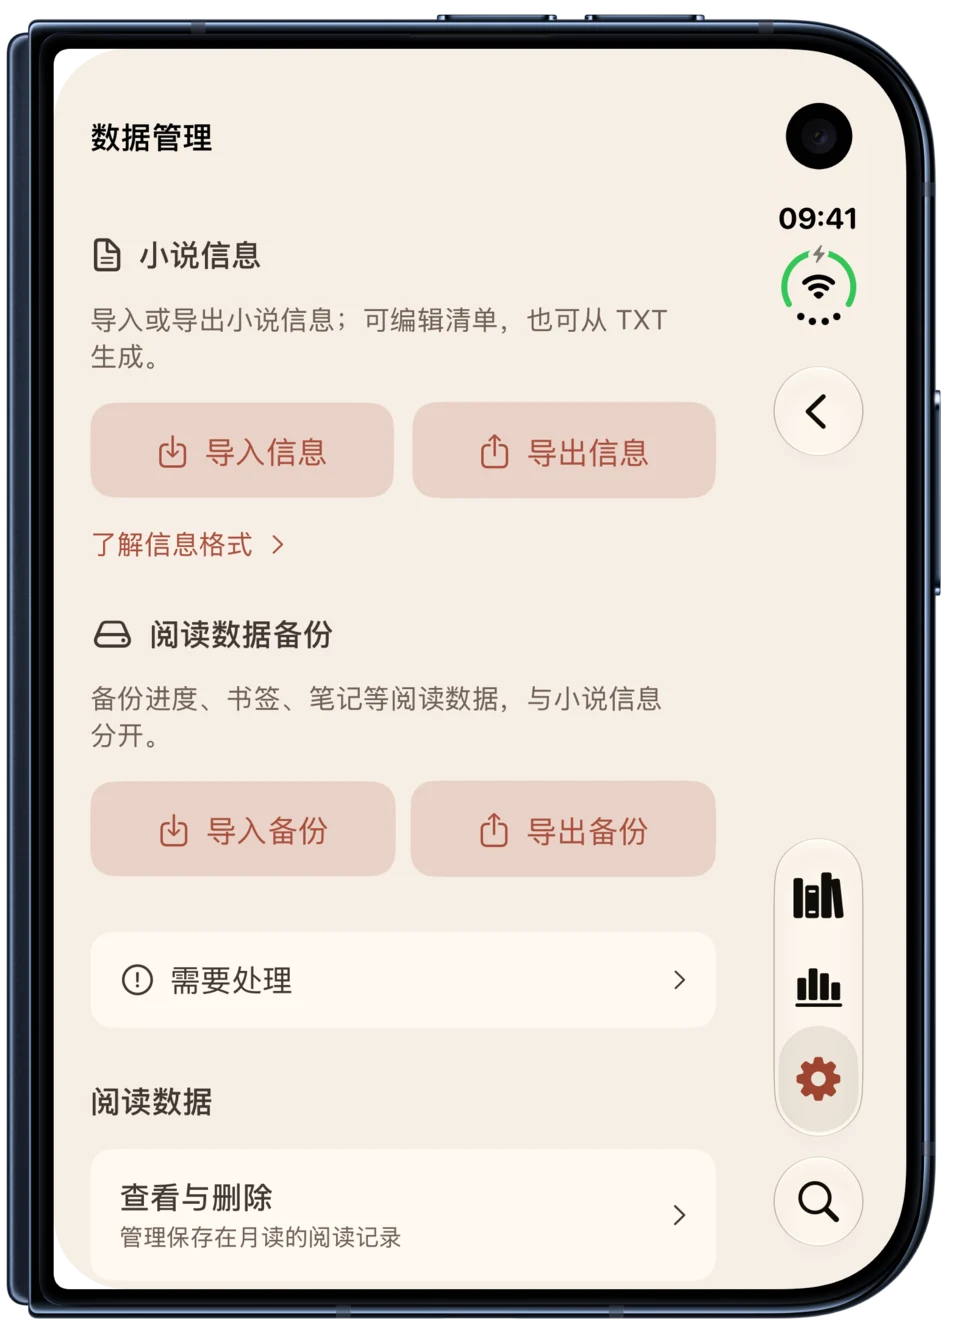 数据管理
09:41
小说信息
导入或导出小说信息；可编辑清单，也可从 TXT
生成。
导入信息
导出信息
了解信息格式
阅读数据备份
备份进度、书签、笔记等阅读数据，与小说信息
分开。
导入备份
导出备份
需要处理
阅读数据
查看与删除
管理保存在月读的阅读记录